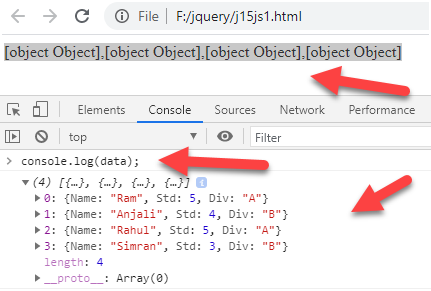 File F:/jquery/j15js1.html
[object Object],[object Object],[object Object],[object Object]
Elements Console Sources Network Performance
top Filter
> console.log(data);
▼(4) [{…}, {…}, {…}, {…}] i
▶0: {Name: "Ram", Std: 5, Div: "A"}
▶1: {Name: "Anjali", Std: 4, Div: "B"}
▶2: {Name: "Rahul", Std: 5, Div: "A"}
▶3: {Name: "Simran", Std: 3, Div: "B"}
length: 4
▶__proto__: Array(0)